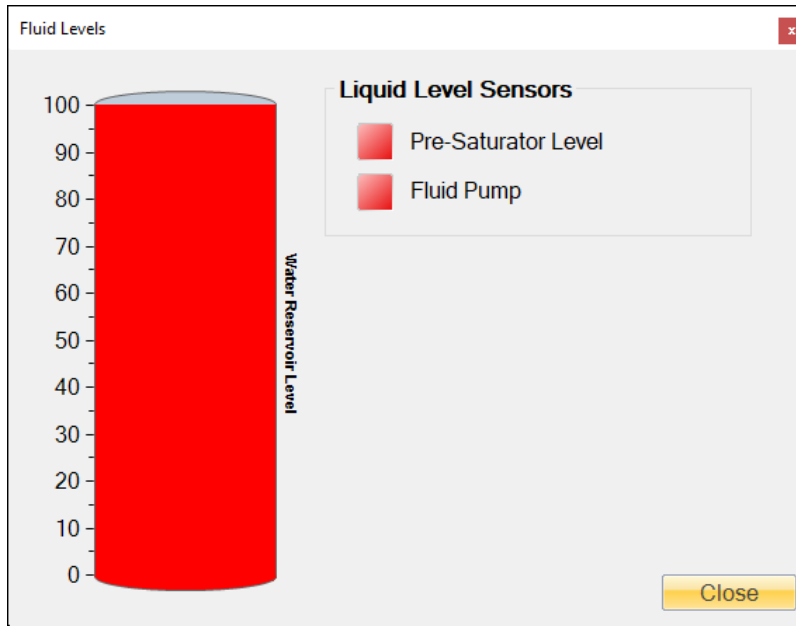 Fluid Levels
x
Liquid Level Sensors
Pre-Saturator Level
Fluid Pump
100
90
80
70
60
50
40
30
20
10
0
Water Reservoir Level
Close